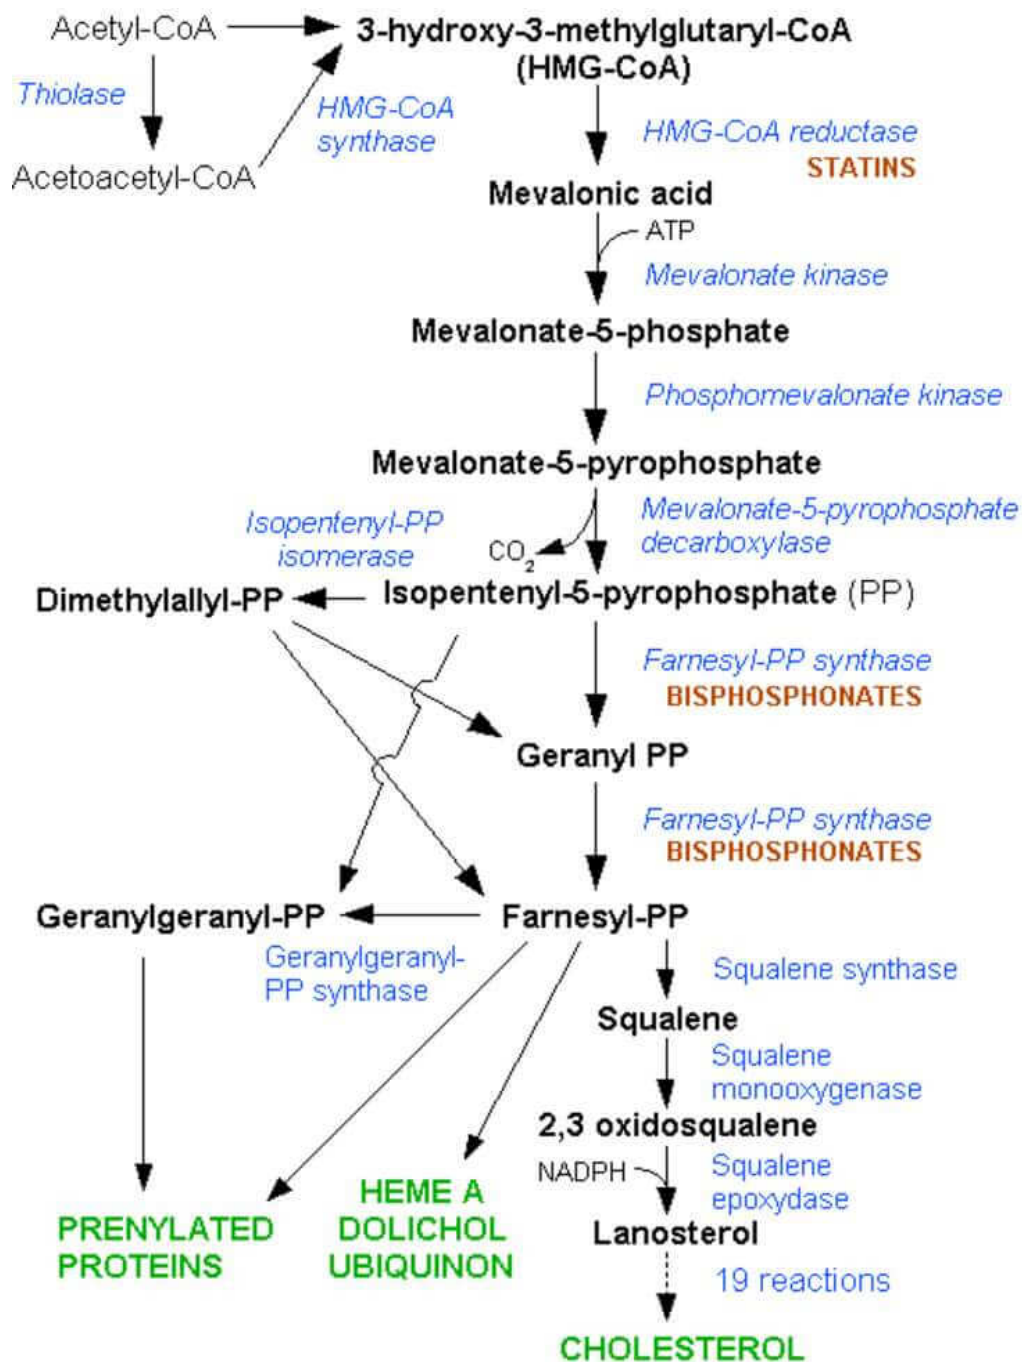 Acetyl-CoA
3-hydroxy-3-methylglutaryl-CoA
(HMG-CoA)
Thiolase
HMG-CoA
synthase
HMG-CoA reductase
STATINS
Acetoacetyl-CoA
Mevalonic acid
ATP
Mevalonate kinase
Mevalonate-5-phosphate
Phosphomevalonate kinase
Mevalonate-5-pyrophosphate
Isopentenyl-PP
isomerase
CO2
Mevalonate-5-pyrophosphate
decarboxylase
Dimethylallyl-PP
Isopentenyl-5-pyrophosphate (PP)
Farnesyl-PP synthase
BISPHOSPHONATES
Geranyl PP
Farnesyl-PP synthase
BISPHOSPHONATES
Geranylgeranyl-PP
Farnesyl-PP
Geranylgeranyl-
PP synthase
Squalene synthase
Squalene
Squalene
monooxygenase
2,3 oxidosqualene
NADPH
Squalene
epoxydase
Lanosterol
PRENYLATED
PROTEINS
HEME A
DOLICHOL
UBIQUINON
19 reactions
CHOLESTEROL